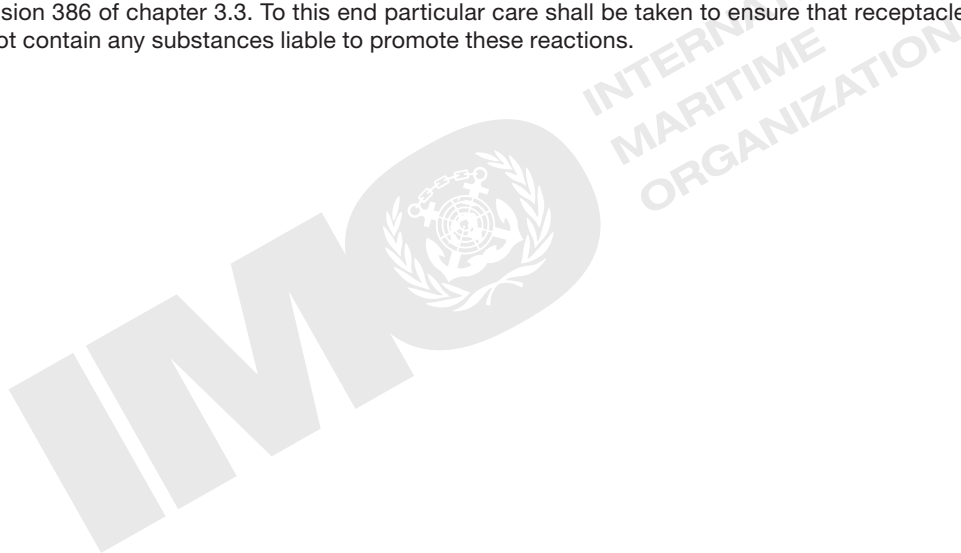 sion 386 of chapter 3.3. To this end particular care shall be taken to ensure that receptacle
ot contain any substances liable to promote these reactions.
INTERNAT
MARITIME
ORGANIZATION
IMO